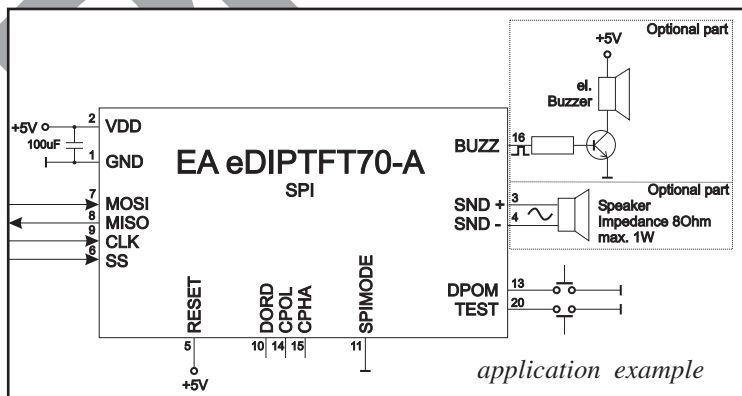 Optional part
+5V
el.
Buzzer
+5V
2 VDD
100uF
1 GND
EA eDIPTFT70-A
SPI
BUZZ 16
Optional part
7 MOSI
8 MISO
9 CLK
6 SS
SND + 3
SND - 4
Speaker
Impedance 8Ohm
max. 1W
DPOM 13
TEST 20
RESET
DORD
CPOL
CPHA
SPIMODE
5 10 14 15 11
+5V
application example